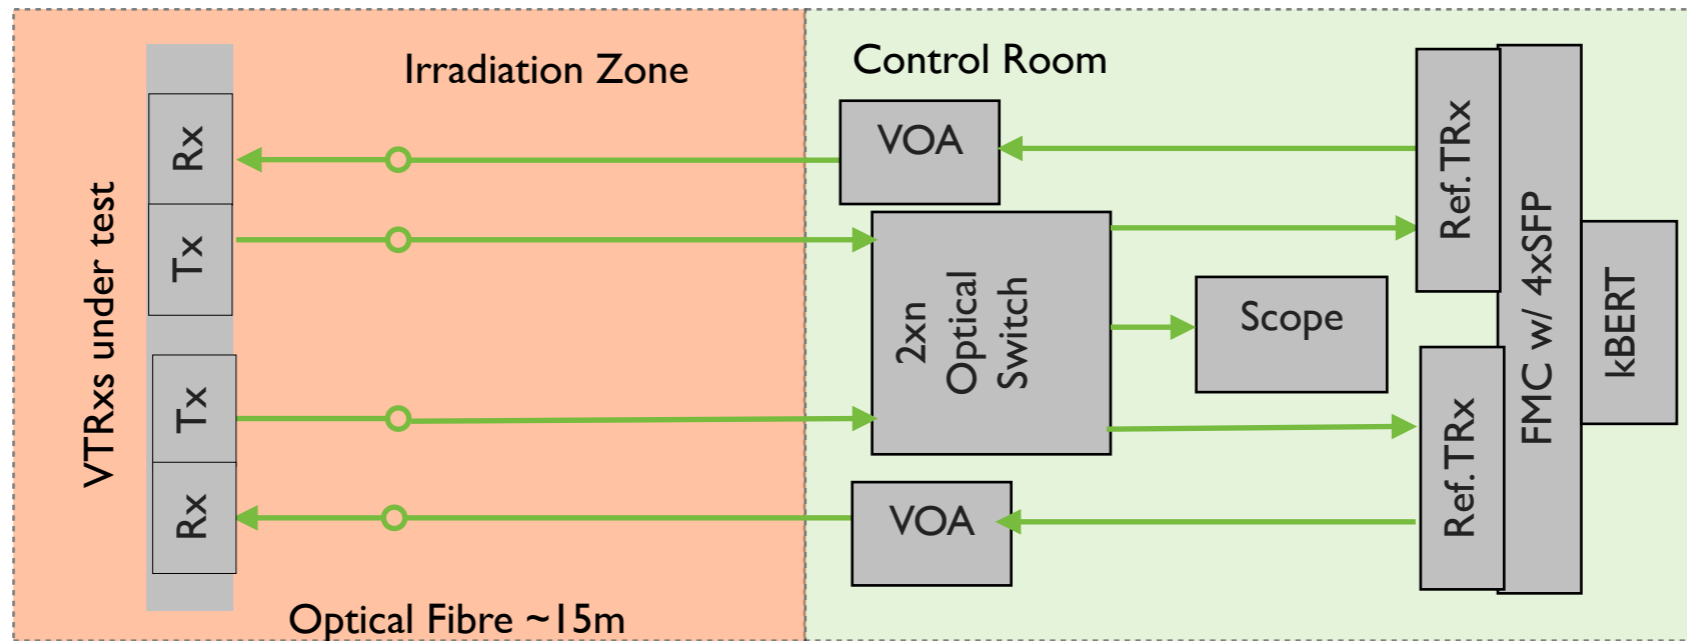 Irradiation Zone
Control Room
VTRxs under test
Rx
Tx
Tx
Rx
Optical Fibre ~15m
VOA
2xn
Optical
Switch
VOA
Scope
Ref.TRx
Ref.TRx
FMC w/ 4xSFP
kBERT